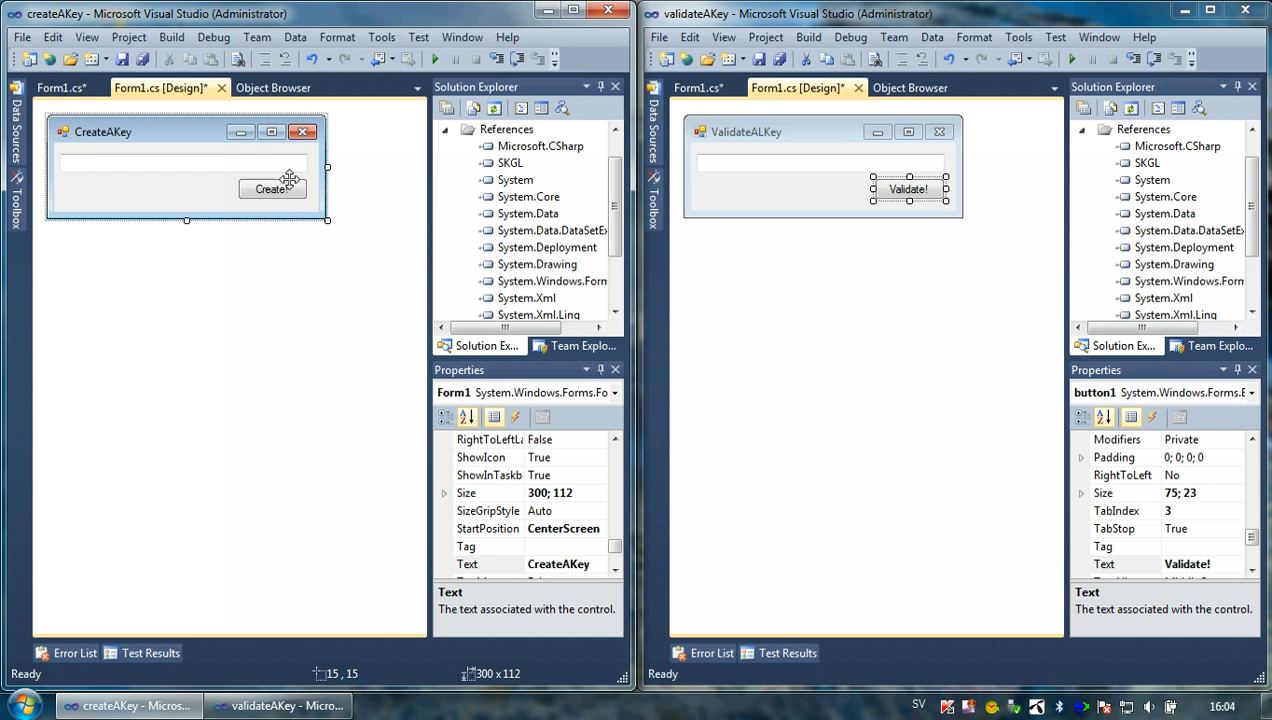 createAKey - Microsoft Visual Studio (Administrator)
File Edit View Project Build Debug Team Data Format Tools Test Window Help
Form1.cs* Form1.cs [Design]* Object Browser
Data Sources
Toolbox
CreateAKey
Create!
Solution Explorer
References
Microsoft.CSharp
SKGL
System
System.Core
System.Data
System.Data.DataSetE
System.Deployment
System.Drawing
System.Windows.Form
System.Xml
System.Xml.Linq
Solution Ex... Team Explo...
Properties
Form1 System.Windows.Forms.Fo
RightToLeftLa False
ShowIcon True
ShowInTaskb True
Size 300; 112
SizeGripStyle Auto
StartPosition CenterScreen
Tag
Text CreateAKey
Text
The text associated with the control.
Error List Test Results
Ready 15 , 15 300 x 112
validateAKey - Microsoft Visual Studio (Administrator)
File Edit View Project Build Debug Team Data Format Tools Test Window Help
Form1.cs* Form1.cs [Design]* Object Browser
Data Sources
Toolbox
ValidateALKey
Validate!
Solution Explorer
References
Microsoft.CSharp
SKGL
System
System.Core
System.Data
System.Data.DataSetE
System.Deployment
System.Drawing
System.Windows.Form
System.Xml
System.Xml.Linq
Solution Ex... Team Explo...
Properties
button1 System.Windows.Forms.E
Modifiers Private
Padding 0; 0; 0; 0
RightToLeft No
Size 75; 23
TabIndex 3
TabStop True
Tag
Text Validate!
Text
The text associated with the control.
Error List Test Results
Ready
createAKey - Micros... validateAKey - Micro... SV 16:04